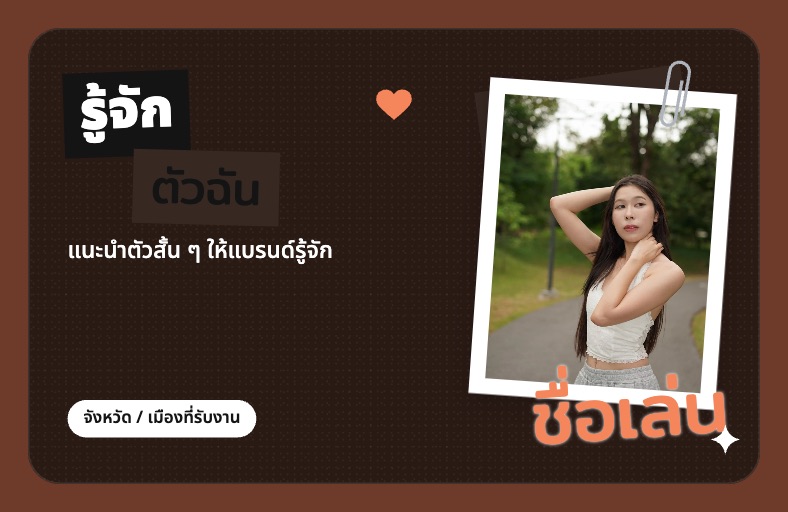 รู้จัก
ตัวฉัน
แนะนำตัวสั้น ๆ ให้แบรนด์รู้จัก
จังหวัด / เมืองที่รับงาน
ชื่อเล่น